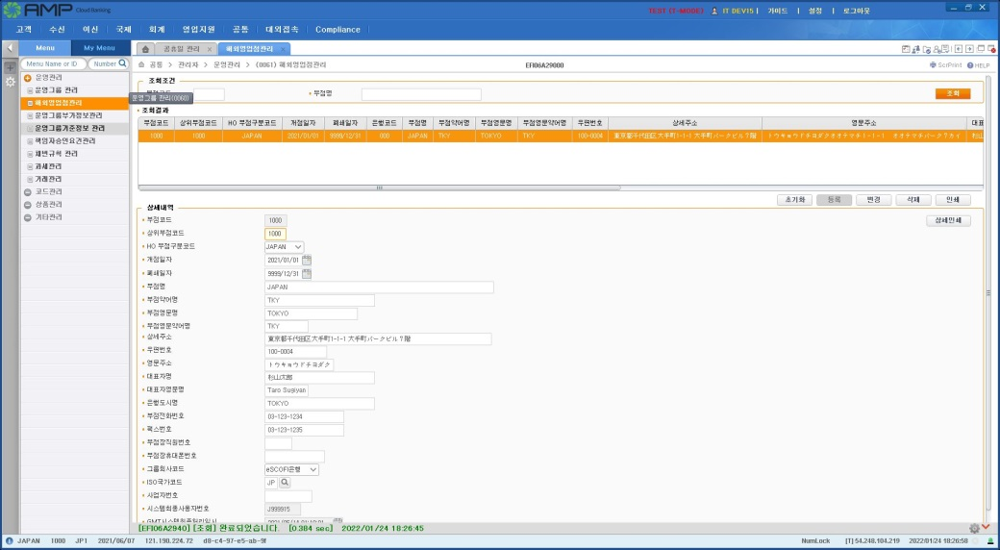 AMP Cloud Banking
TEST (T-MODE) IT DEV15 | 가이드 | 설정 | 로그아웃
고객 수신 여신 국제 회계 영업지원 공통 대외접속 Compliance
Menu My Menu 공휴일 관리 × 해외영업점관리 ×
Menu Name or ID Number
공통 > 관리자 > 운영관리 > (0061) 해외영업점관리 EFI06A29000 ScrPrint HELP
운영관리
운영그룹 관리
해외영업점관리
운영그룹부가정보관리
운영그룹기준정보 관리
책임자승인요건관리
채번규칙 관리
과세관리
거래관리
코드관리
상품관리
기타관리
운영그룹 관리(0060)
조회조건
부점명 조회
조회결과
부점코드 상위부점코드 HO 부점구분코드 개점일자 폐쇄일자 은행코드 부점명 부점약어명 부점영문명 부점영문약어명 우편번호 상세주소 영문주소 대표
1000 1000 JAPAN 2021/01/01 9999/12/31 000 JAPAN TKY TOKYO TKY 100-0004 東京都千代田区大手町1-1-1 大手町パークビル７階 トウキョウドチヨダクオオテマチ1-1-1 オオテマチパーク７カイ 杉山
초기화 등록 변경 삭제 인쇄
상세내역
상세인쇄
부점코드 1000
상위부점코드 1000
HO 부점구분코드 JAPAN
개점일자 2021/01/01
폐쇄일자 9999/12/31
부점명 JAPAN
부점약어명 TKY
부점영문명 TOKYO
부점영문약어명 TKY
상세주소 東京都千代田区大手町1-1-1 大手町パークビル７階
우편번호 100-0004
영문주소 トウキョウドチヨダク
대표자명 杉山太郎
대표자영문명 Taro Sugiyan
은행도시명 TOKYO
부점전화번호 03-123-1234
팩스번호 03-123-1235
부점장직원번호
부점장휴대폰번호
그룹회사코드 eSCOFI은행
ISO국가코드 JP
사업자번호
시스템최종사용자번호 J999915
[EFI06A2940] [조회] 완료되었습니다. [0.384 sec] 2022/01/24 18:26:45
JAPAN 1000 JP1 2021/06/07 121.190.224.72 d8-c4-97-e5-ab-9f NumLock [T] 54.248.104.219 2022/01/24 18:26:58